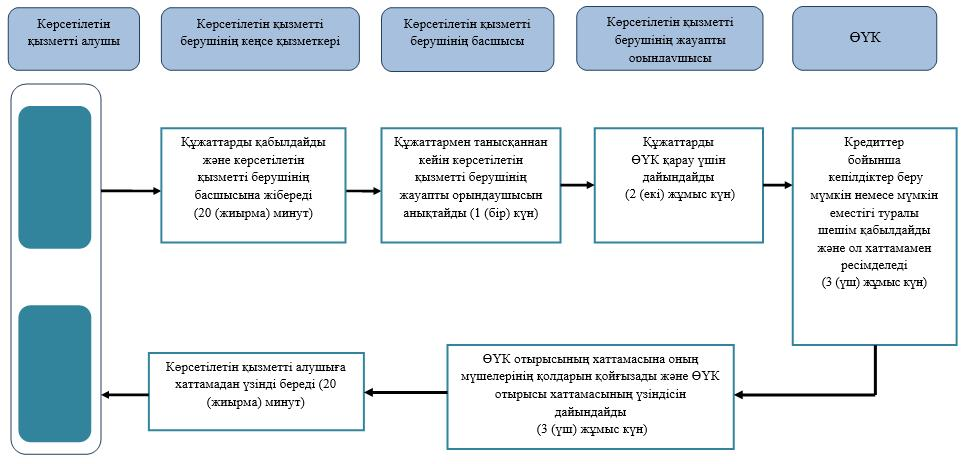 Көрсетілетін
қызметті алушы
Көрсетілетін қызметті
берушінің кеңсе қызметкері
Көрсетілетін қызметті
берушінің басшысы
Көрсетілетін қызметті
берушінің жауапты
орындаушысы
ӨҮК
Құжаттарды қабылдайды
және көрсетілетін
қызметті берушінің
басшысына жібереді
(20 (жиырма) минут)
Құжаттармен танысқаннан
кейін көрсетілетін
қызметті берушінің
жауапты орындаушысын
анықтайды (1 (бір) күн)
Құжаттарды
ӨҮК қарау үшін
дайындайды
(2 (екі) жұмыс күн)
Кредиттер
бойынша
кепілдіктер беру
мүмкін немесе мүмкін
еместігі туралы
шешім қабылдайды
және ол хаттамамен
ресімделеді
(3 (үш) жұмыс күн)
Көрсетілетін қызметті алушыға
хаттамадан үзінді береді (20
(жиырма) минут)
ӨҮК отырысының хаттамасына оның
мүшелерінің қолдарын қойғызады және ӨҮК
отырысы хаттамасының үзіндісін
дайындайды
(3 (үш) жұмыс күн)